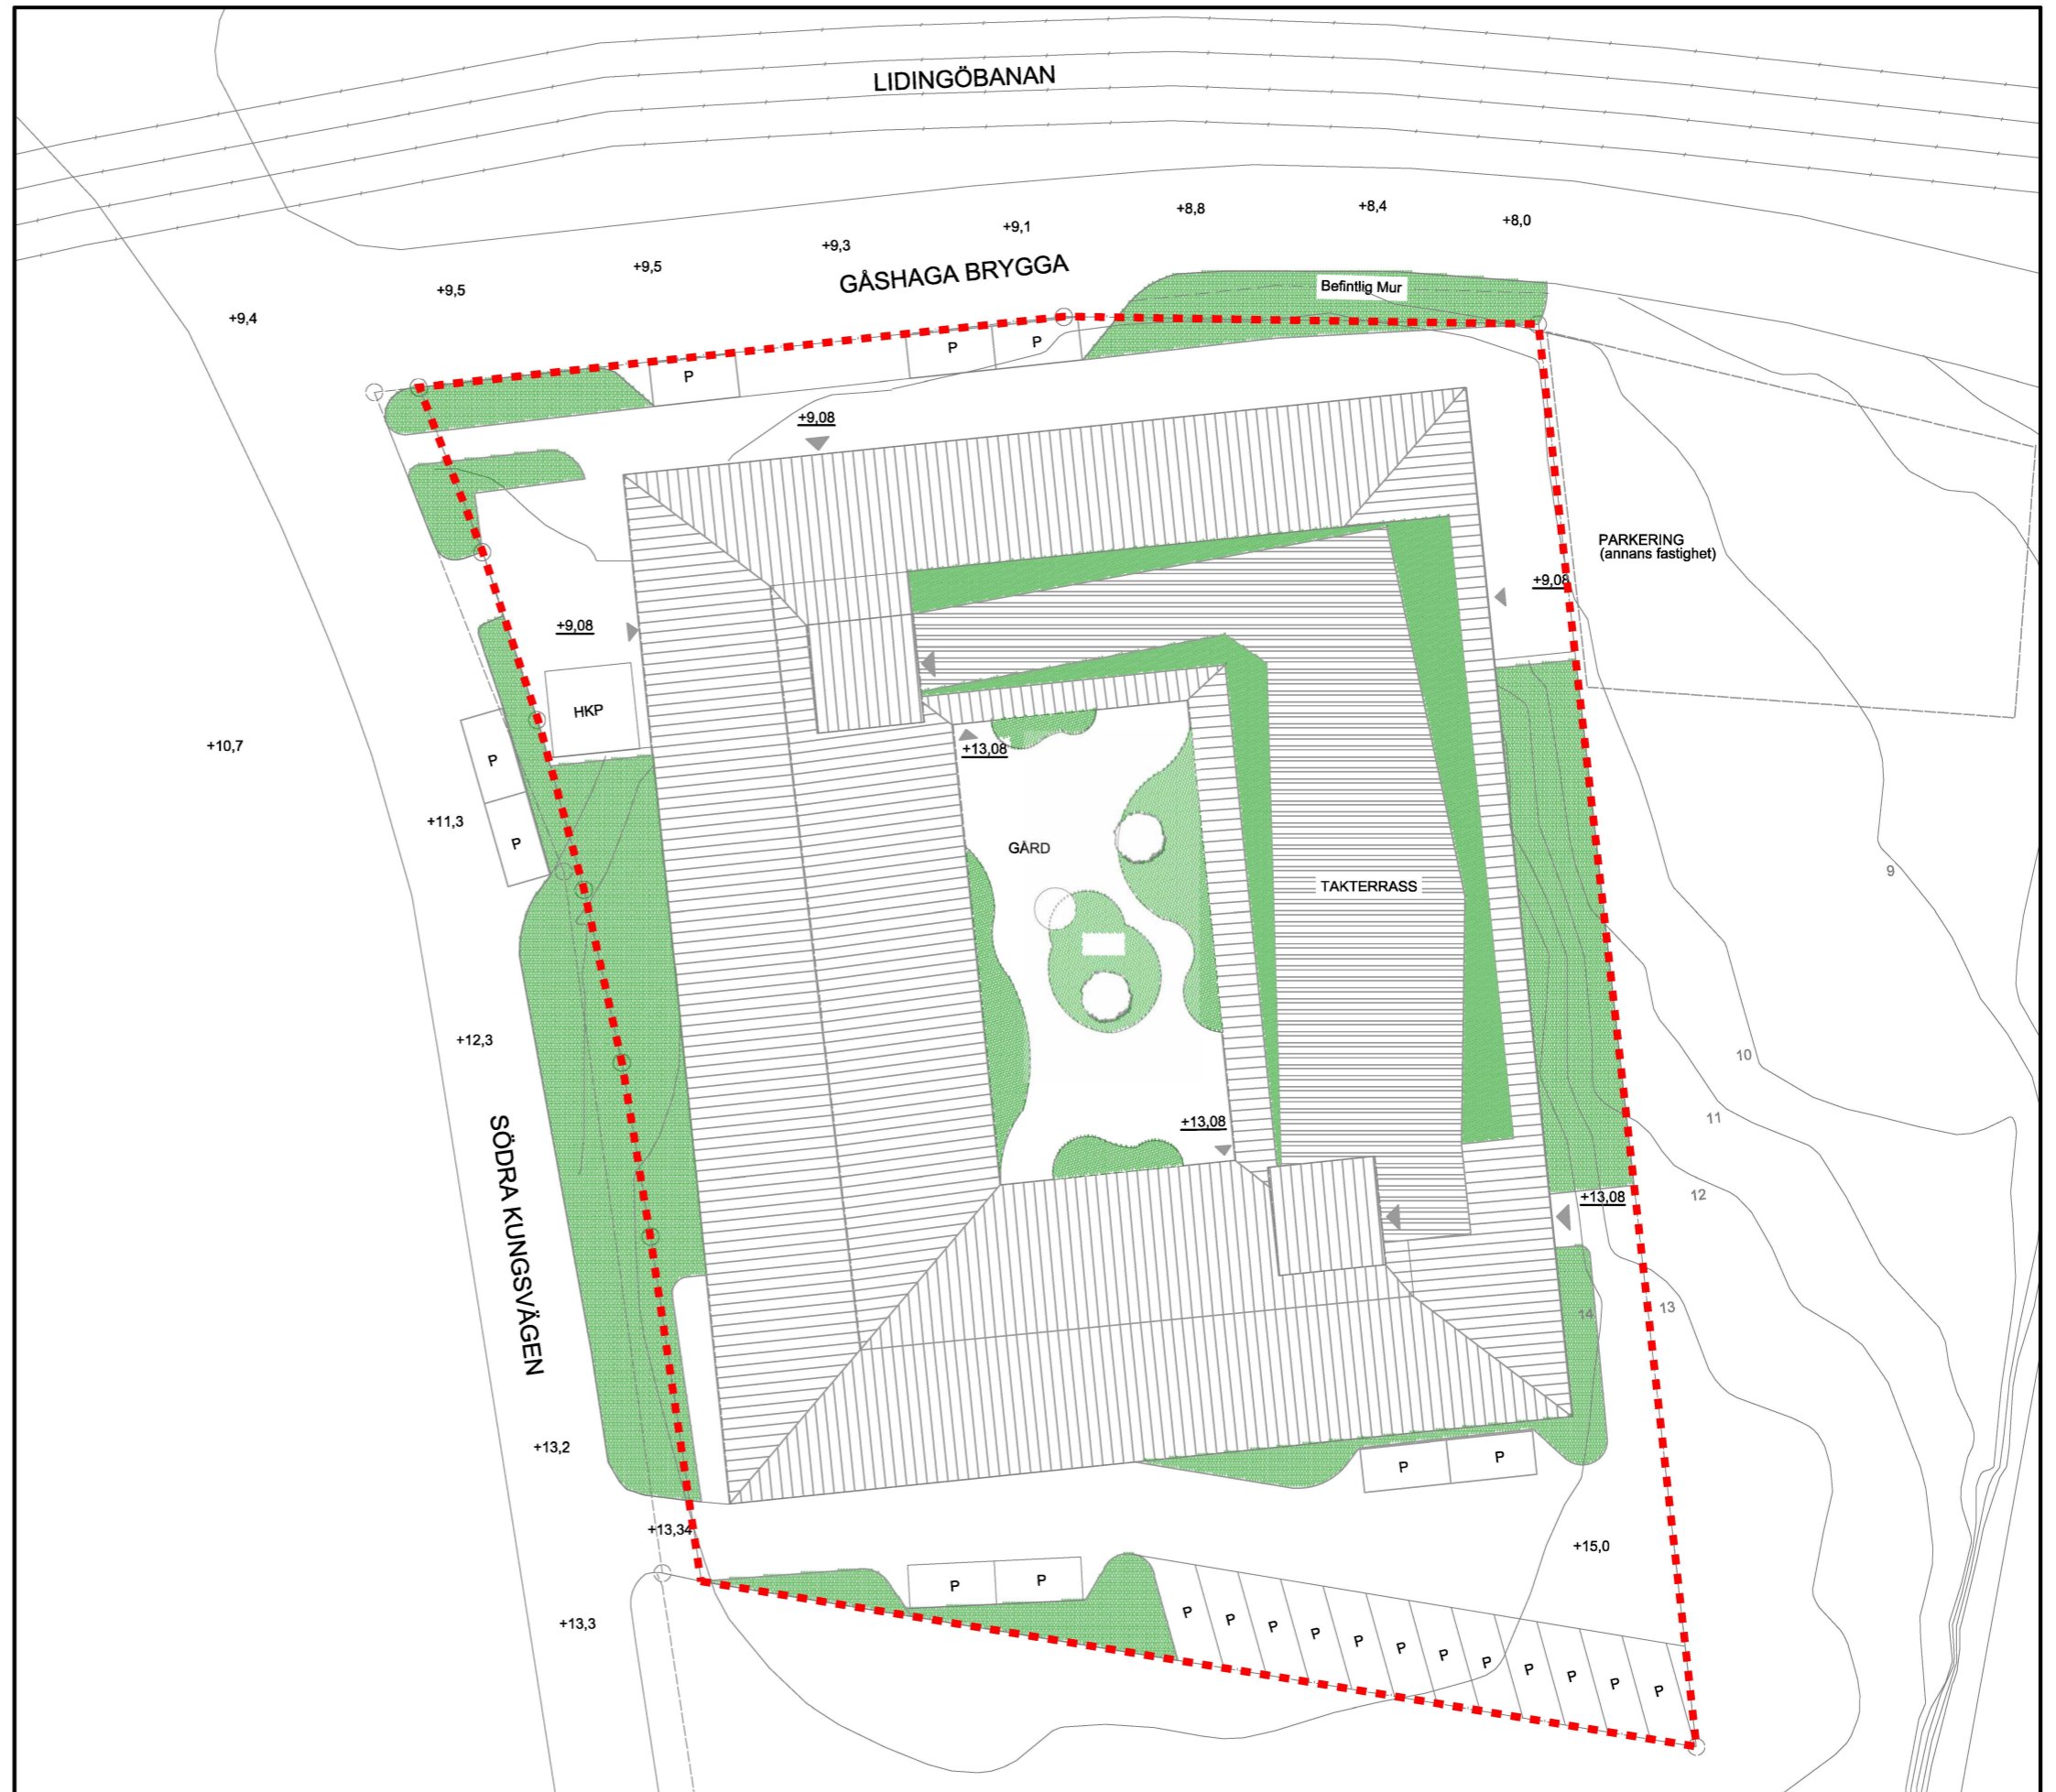 LIDINGÖBANAN
+8,8
+8,4
+8,0
+9,1
+9,3
+9,5
GÅSHAGA BRYGGA
Befintlig Mur
+9,5
+9,4
P
P
P
+9,08
PARKERING
(annans fastighet)
+9,08
+9,08
HKP
+10,7
+13,08
P
+11,3
P
GÅRD
TAKTERRASS
9
+12,3
10
SÖDRA KUNGSVÄGEN
+13,08
11
12
+13,08
14
13
+13,2
P
P
+13,34
+15,0
P
P
+13,3
P
P
P
P
P
P
P
P
P
P
P
P